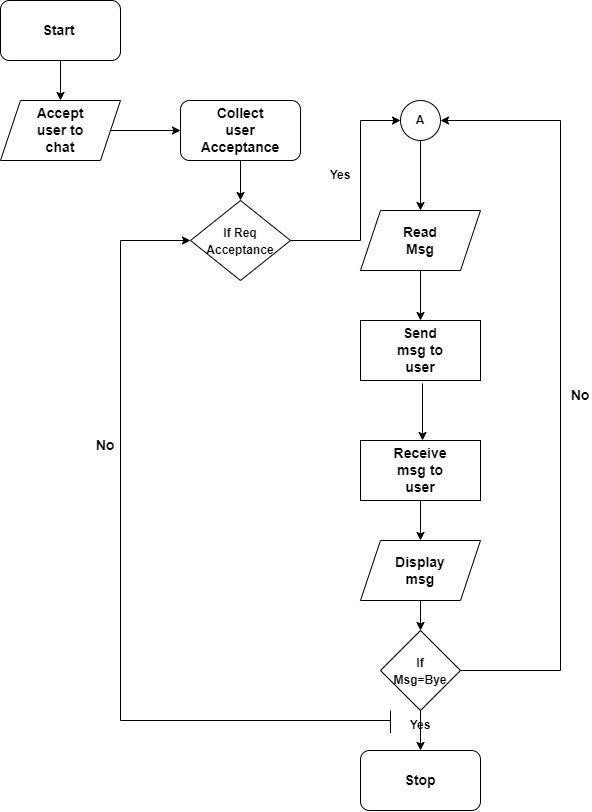 Start
Accept
user to
chat
Collect
user
Acceptance
A
Yes
If Req
Acceptance
Read
Msg
Send
msg to
user
No
No
Receive
msg to
user
Display
msg
If
Msg=Bye
Yes
Stop